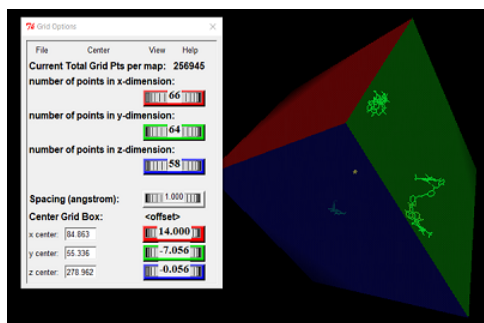 Grid Options
File Center View Help
Current Total Grid Pts per map: 256945
number of points in x-dimension:
66
number of points in y-dimension:
64
number of points in z-dimension:
58
Spacing (angstrom): 1.000
Center Grid Box: <offset>
x center: 84.863 14.000
y center: 55.336 -7.056
z center: 278.962 -0.056